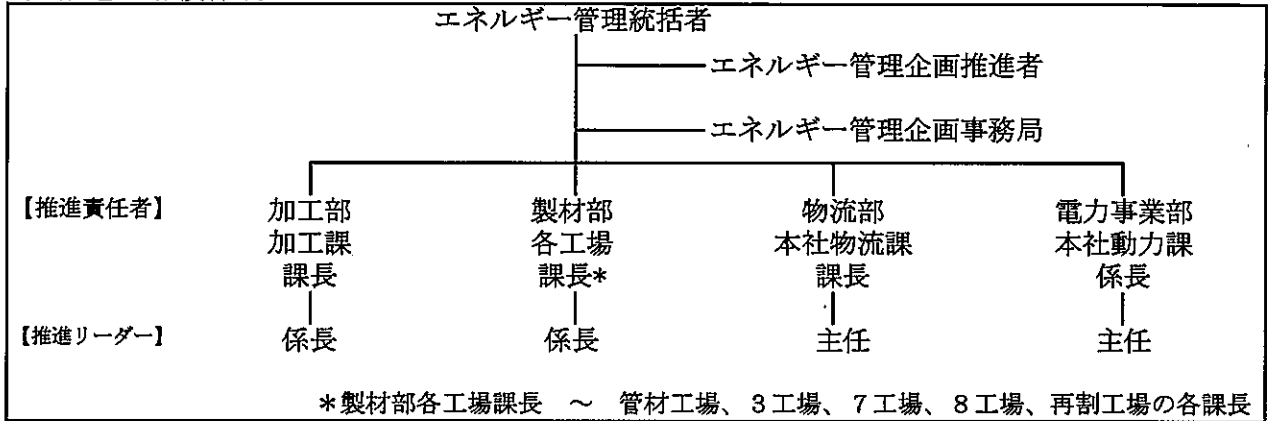 エネルギー管理統括者
エネルギー管理企画推進者
エネルギー管理企画事務局
【推進責任者】 加工部 製材部 物流部 電力事業部
加工課 各工場 本社物流課 本社動力課
課長 課長* 課長 係長
【推進リーダー】 係長 係長 主任 主任
*製材部各工場課長 ~ 管材工場、3工場、7工場、8工場、再割工場の各課長